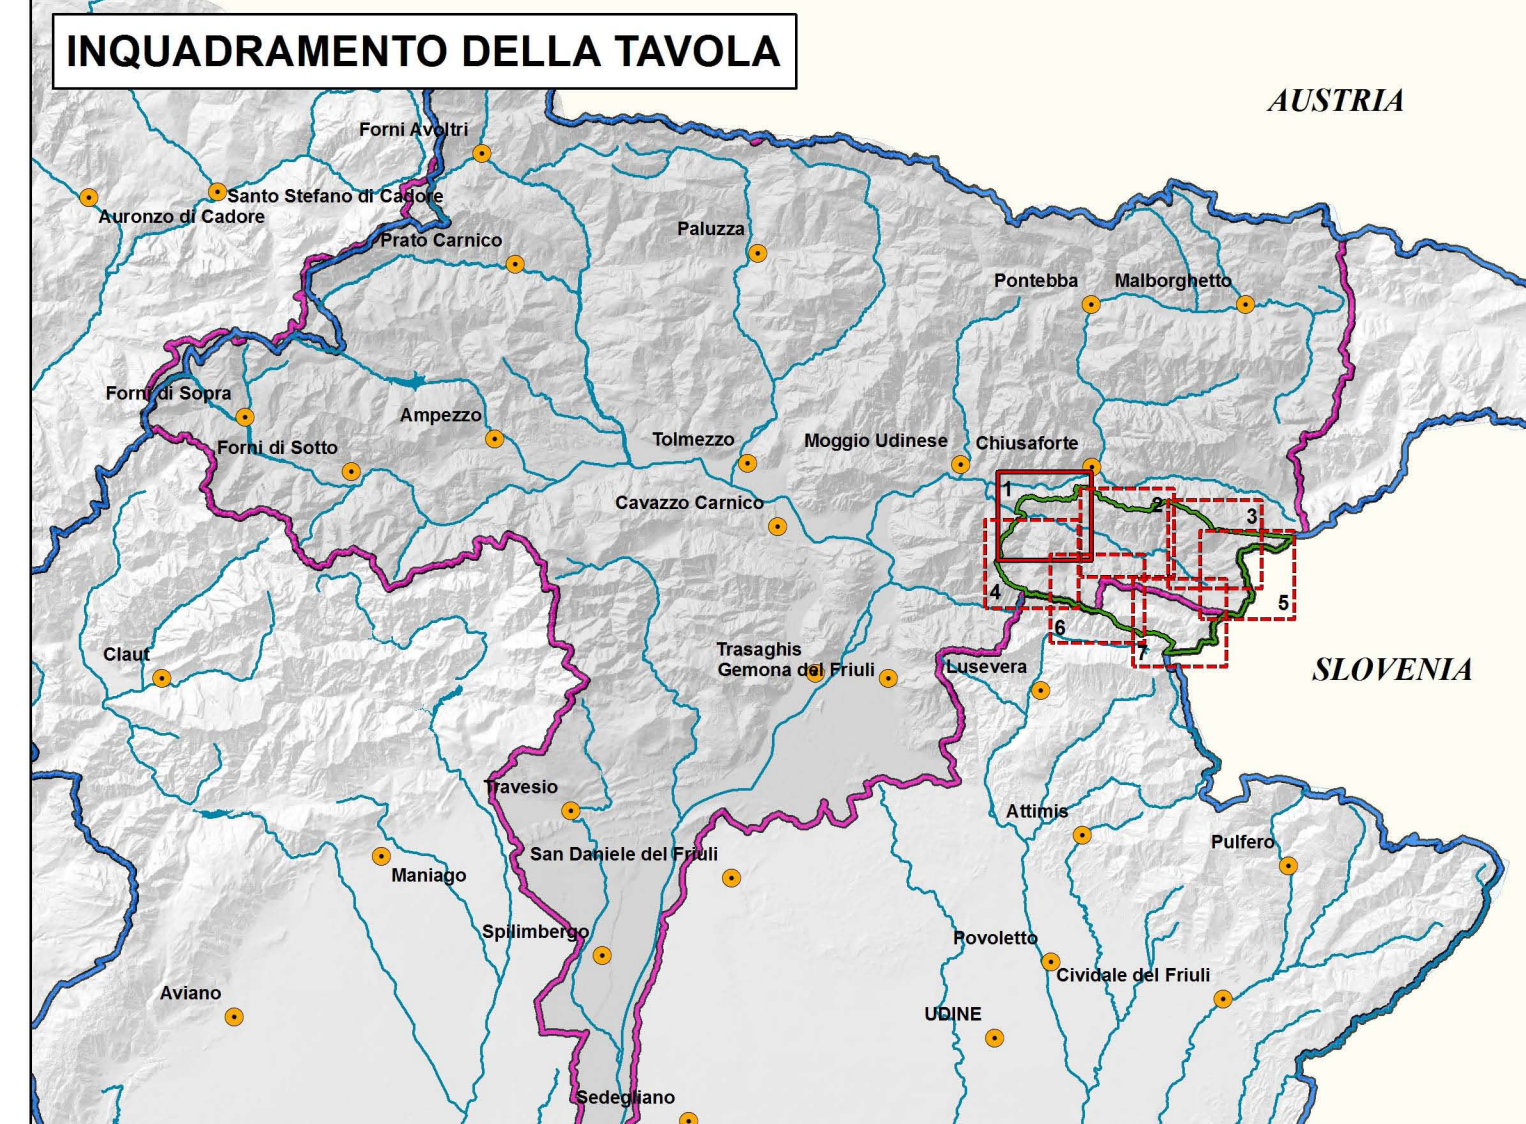 INQUADRAMENTO DELLA TAVOLA
AUSTRIA
Forni Avoltri
Santo Stefano di Cadore
Auronzo di Cadore
Prato Carnico
Paluzza
Pontebba
Malborghetto
Forni di Sopra
Ampezzo
Forni di Sotto
Tolmezzo
Moggio Udinese
Chiusaforte
Cavazzo Carnico
1
2
3
4
5
6
7
Claut
Trasaghis
Gemona del Friuli
Lusevera
SLOVENIA
Travesio
Attimis
Pulfero
San Daniele del Friuli
Maniago
Spilimbergo
Povoletto
Cividale del Friuli
Aviano
UDINE
Sedegliano